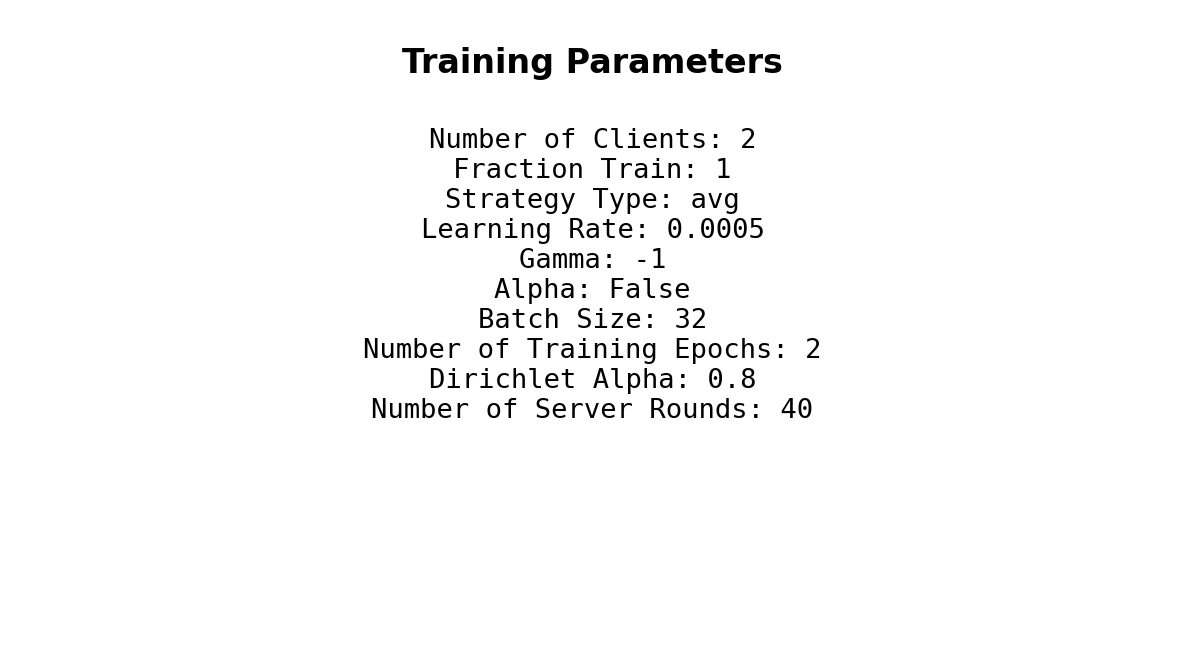 Training Parameters
Number of Clients: 2
Fraction Train: 1
Strategy Type: avg
Learning Rate: 0.0005
Gamma: -1
Alpha: False
Batch Size: 32
Number of Training Epochs: 2
Dirichlet Alpha: 0.8
Number of Server Rounds: 40